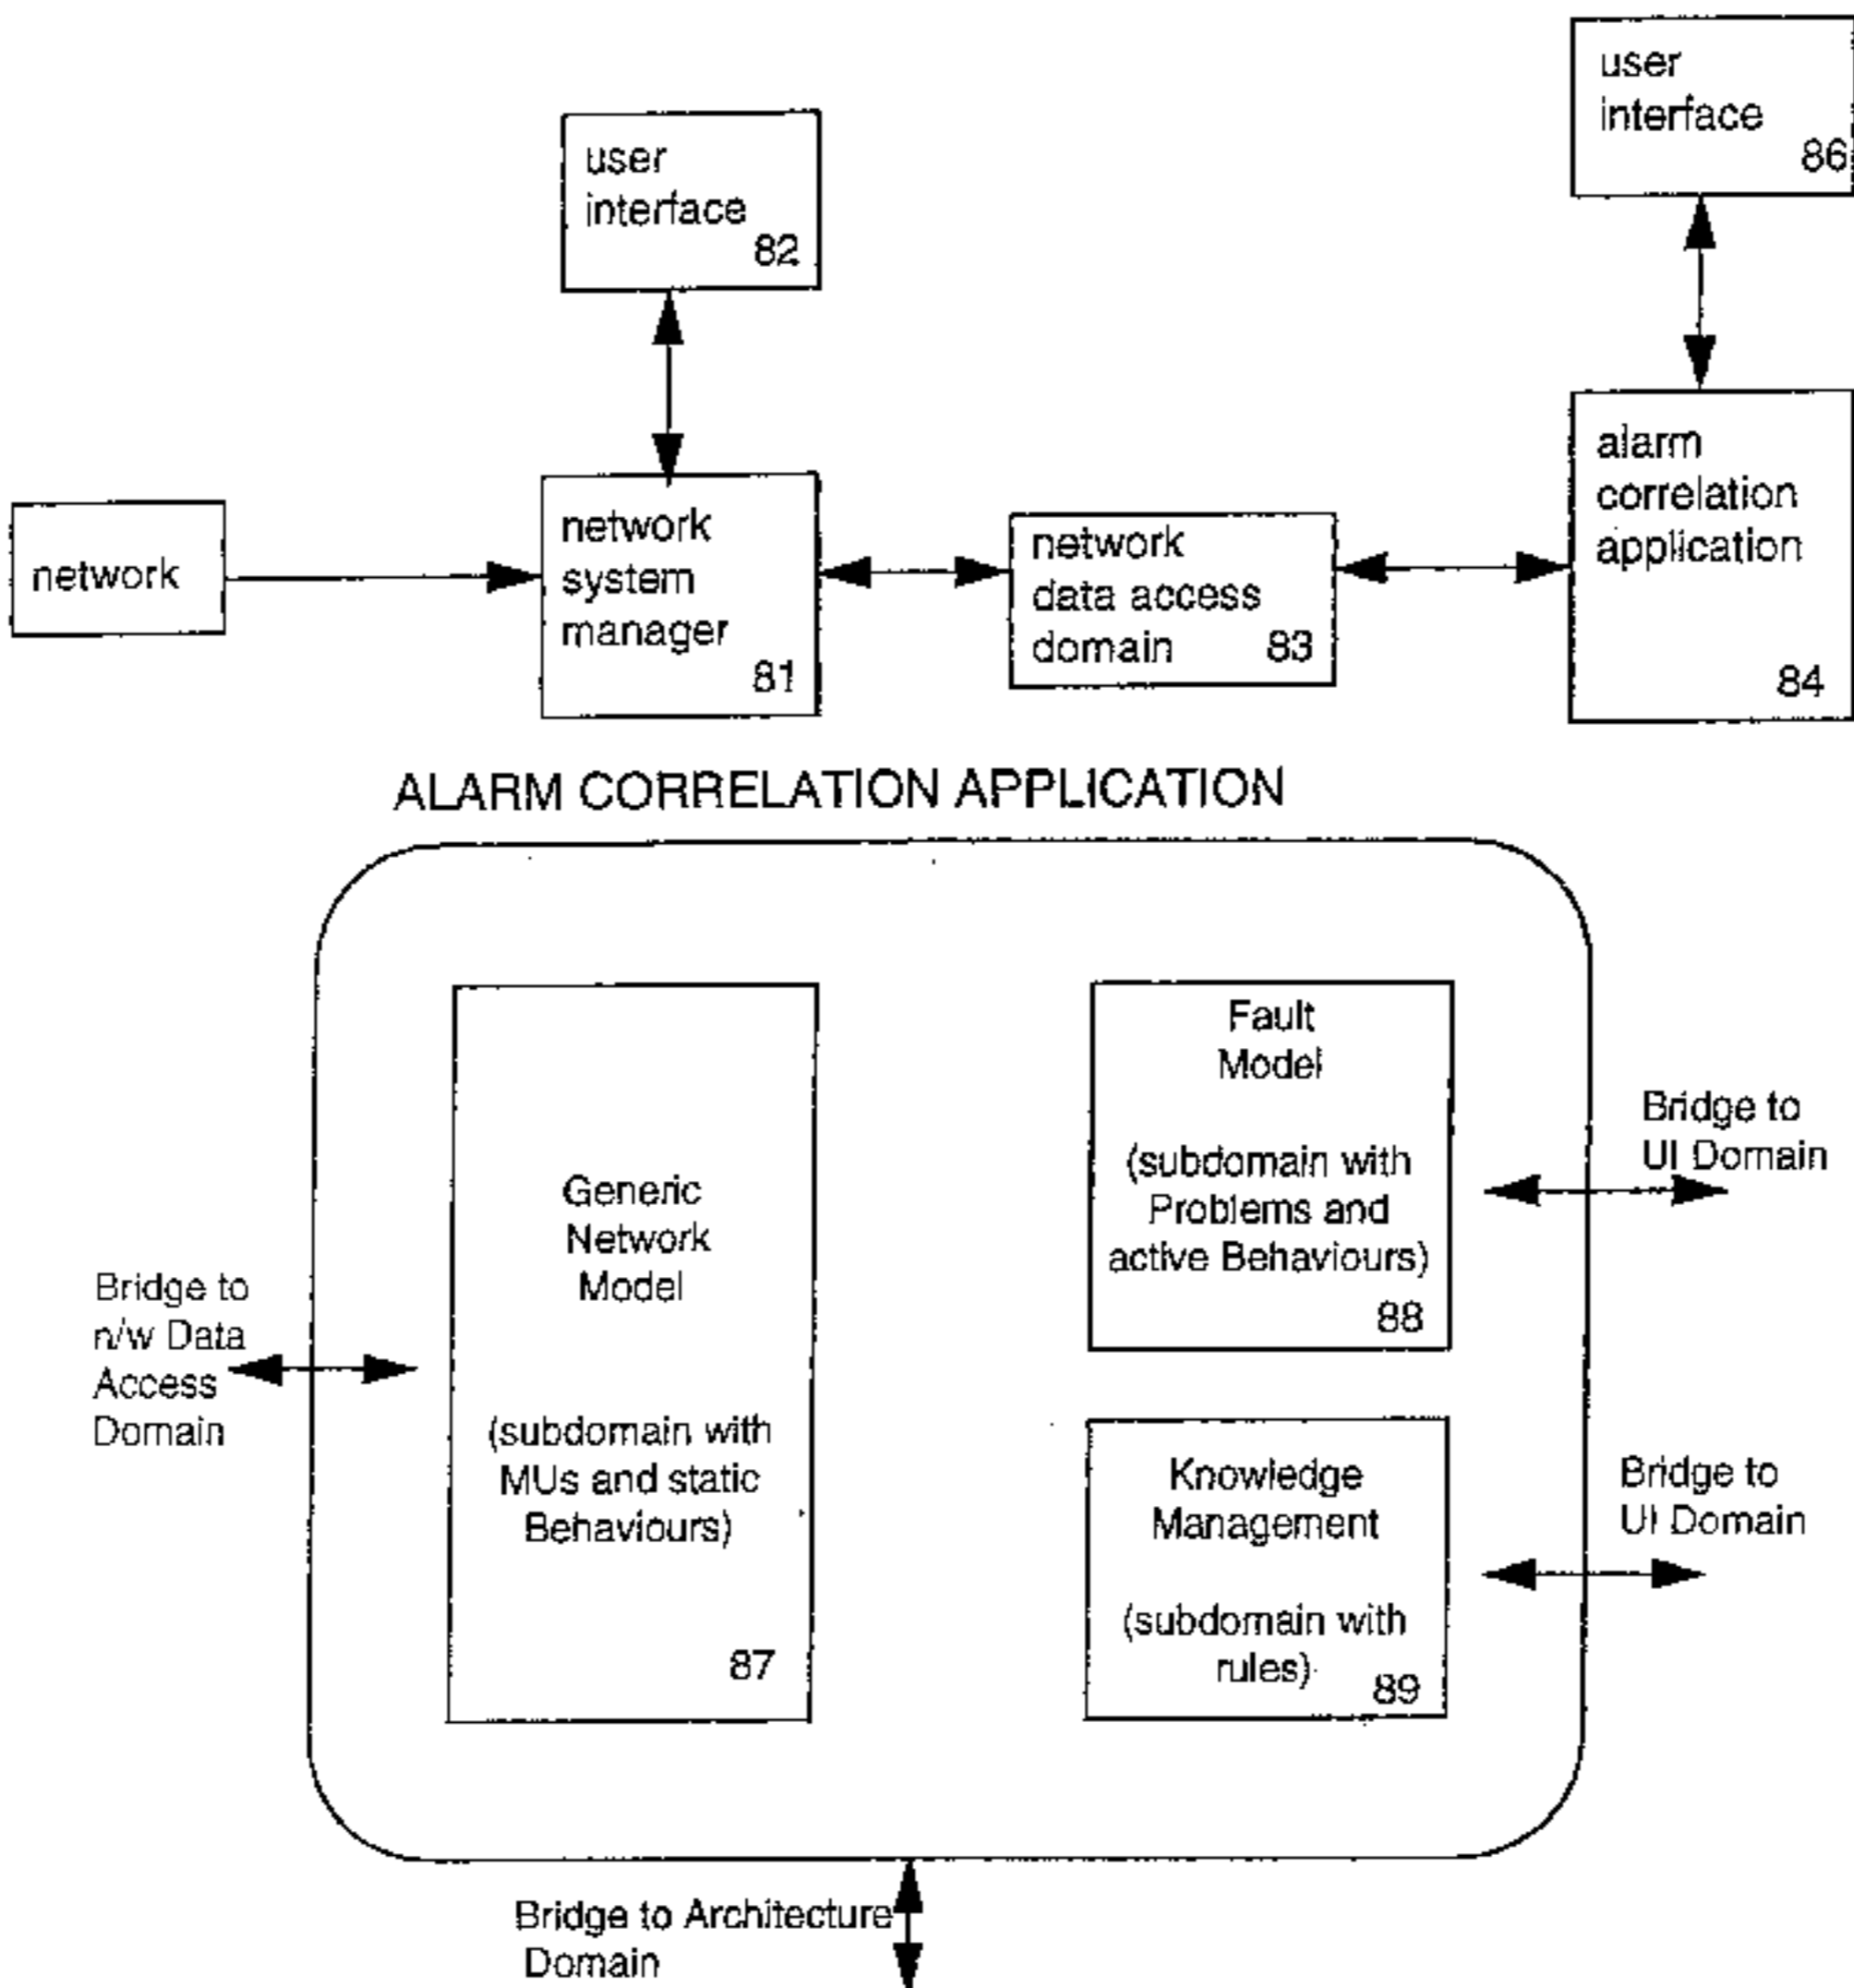 user
interface
86
user
interface
82
alarm
correlation
application
84
network
network
system
manager
81
network
data access
domain 83
ALARM CORRELATION APPLICATION
Generic
Network
Model
(subdomain with
MUs and static
Behaviours)
87
Fault
Model
(subdomain with
Problems and
active Behaviours)
88
Knowledge
Management
(subdomain with
rules)
89
Bridge to
n/w Data
Access
Domain
Bridge to
UI Domain
Bridge to
UI Domain
Bridge to Architecture
Domain